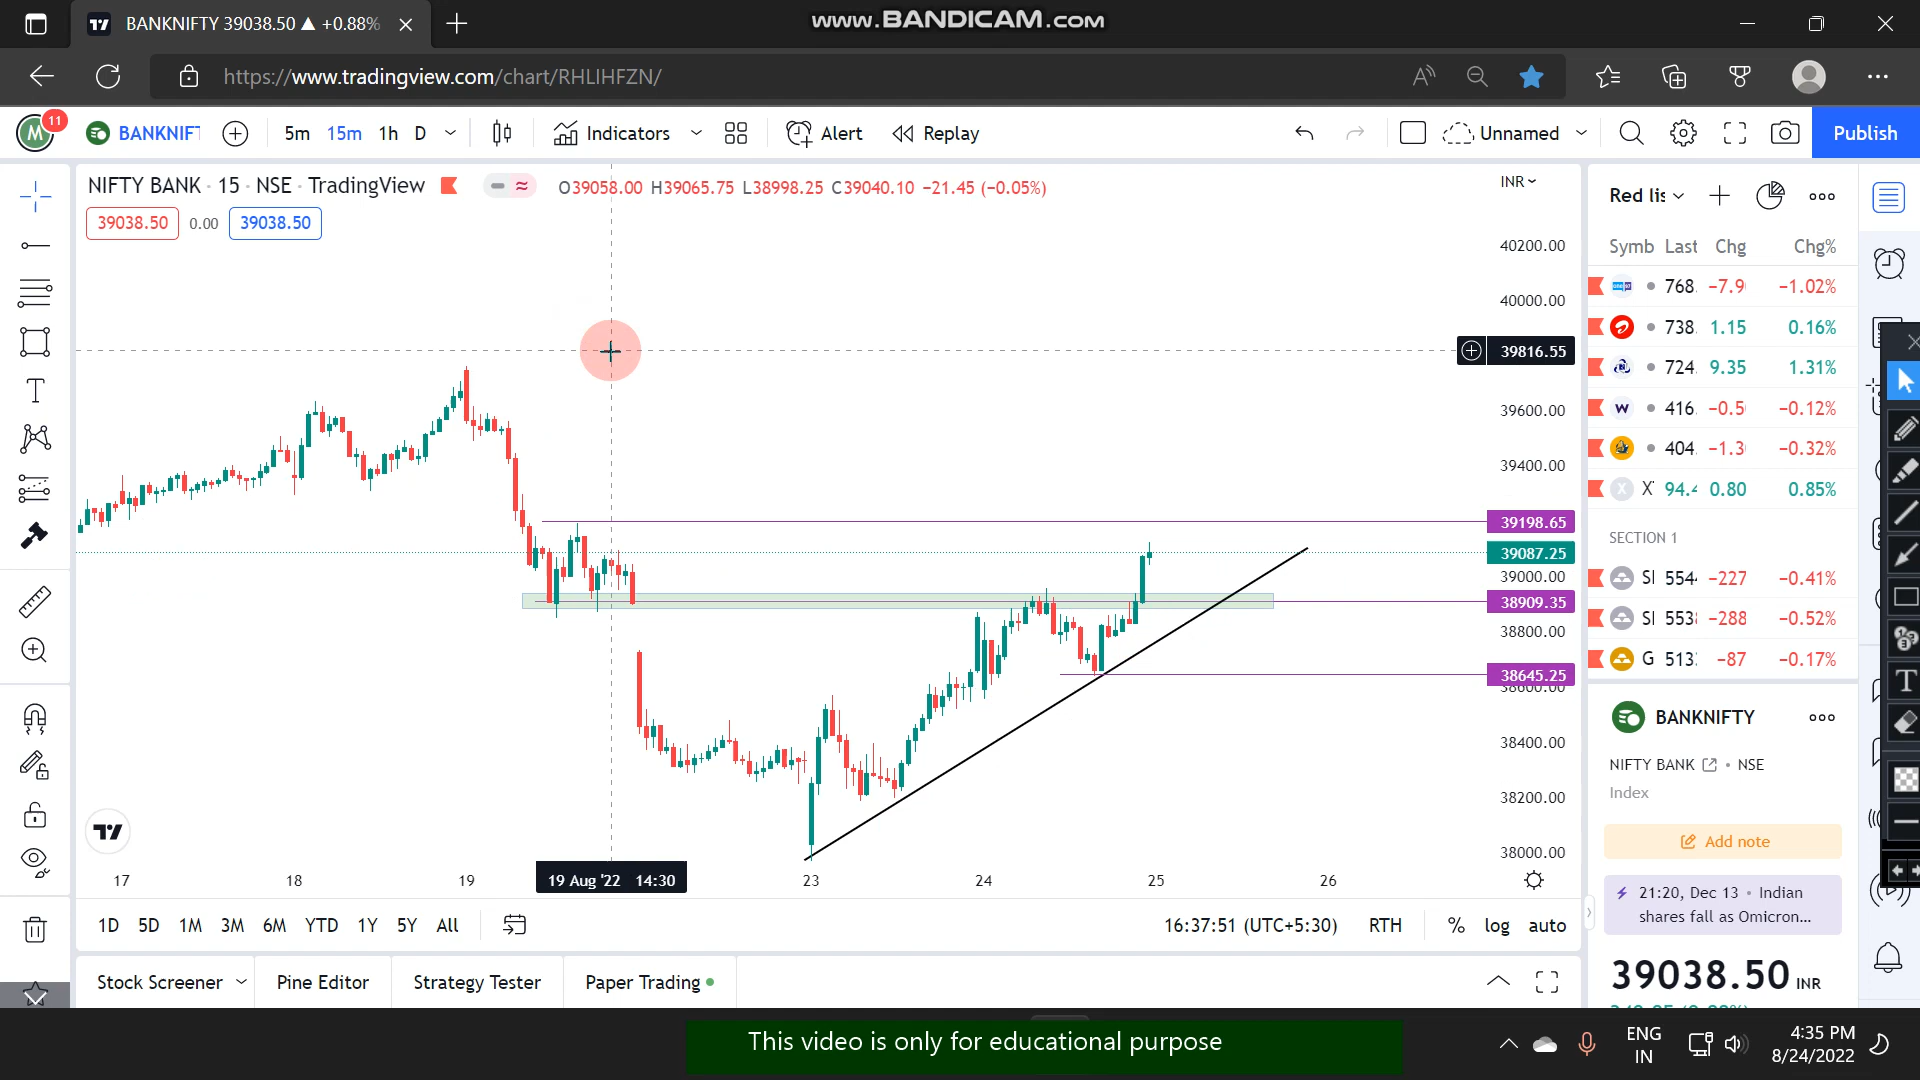 BANKNIFTY 39038.50 ▲ +0.88%
www.BANDICAM.com
https://www.tradingview.com/chart/RHLIHFZN/
M 11 BANKNIFT 5m 15m 1h D Indicators Alert Replay Unnamed Publish
NIFTY BANK · 15 · NSE · TradingView O39058.00 H39065.75 L38998.25 C39040.10 −21.45 (−0.05%) INR
39038.50 0.00 39038.50
40200.00
40000.00
39816.55
39600.00
39400.00
39198.65
39087.25
39000.00
38909.35
38800.00
38645.25
38600.00
38400.00
38200.00
38000.00
17 18 19 19 Aug '22 14:30 23 24 25 26
1D 5D 1M 3M 6M YTD 1Y 5Y All 16:37:51 (UTC+5:30) RTH % log auto
Stock Screener Pine Editor Strategy Tester Paper Trading
Red lis
Symb Last Chg Chg%
768. −7.9 −1.02%
738. 1.15 0.16%
724. 9.35 1.31%
416. −0.5 −0.12%
404. −1.3 −0.32%
X 94.4 0.80 0.85%
SECTION 1
SI 554 −227 −0.41%
SI 553 −288 −0.52%
G 513 −87 −0.17%
BANKNIFTY
NIFTY BANK • NSE
Index
Add note
21:20, Dec 13 • Indian
shares fall as Omicron...
39038.50 INR
This video is only for educational purpose
ENG
IN
4:35 PM
8/24/2022